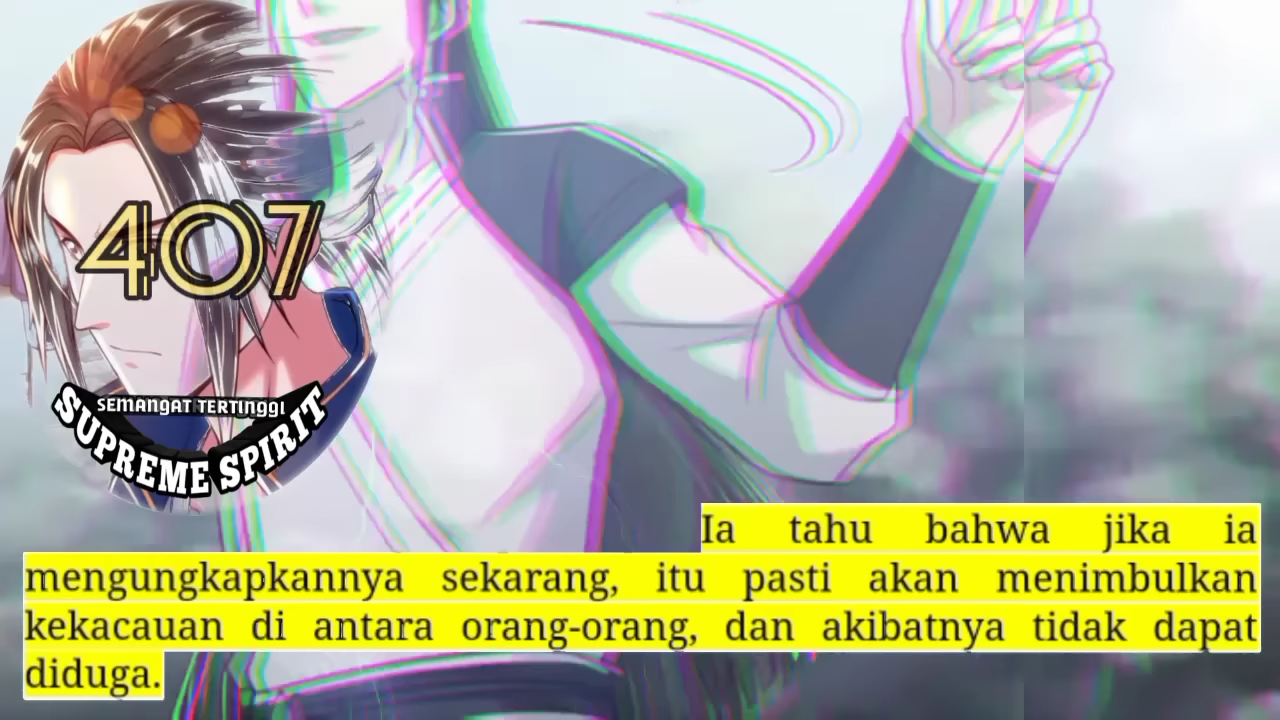 407
SEMANGAT TERTINGGI
SUPREME SPIRIT
Ia tahu bahwa jika ia
mengungkapkannya sekarang, itu pasti akan menimbulkan
kekacauan di antara orang-orang, dan akibatnya tidak dapat
diduga.